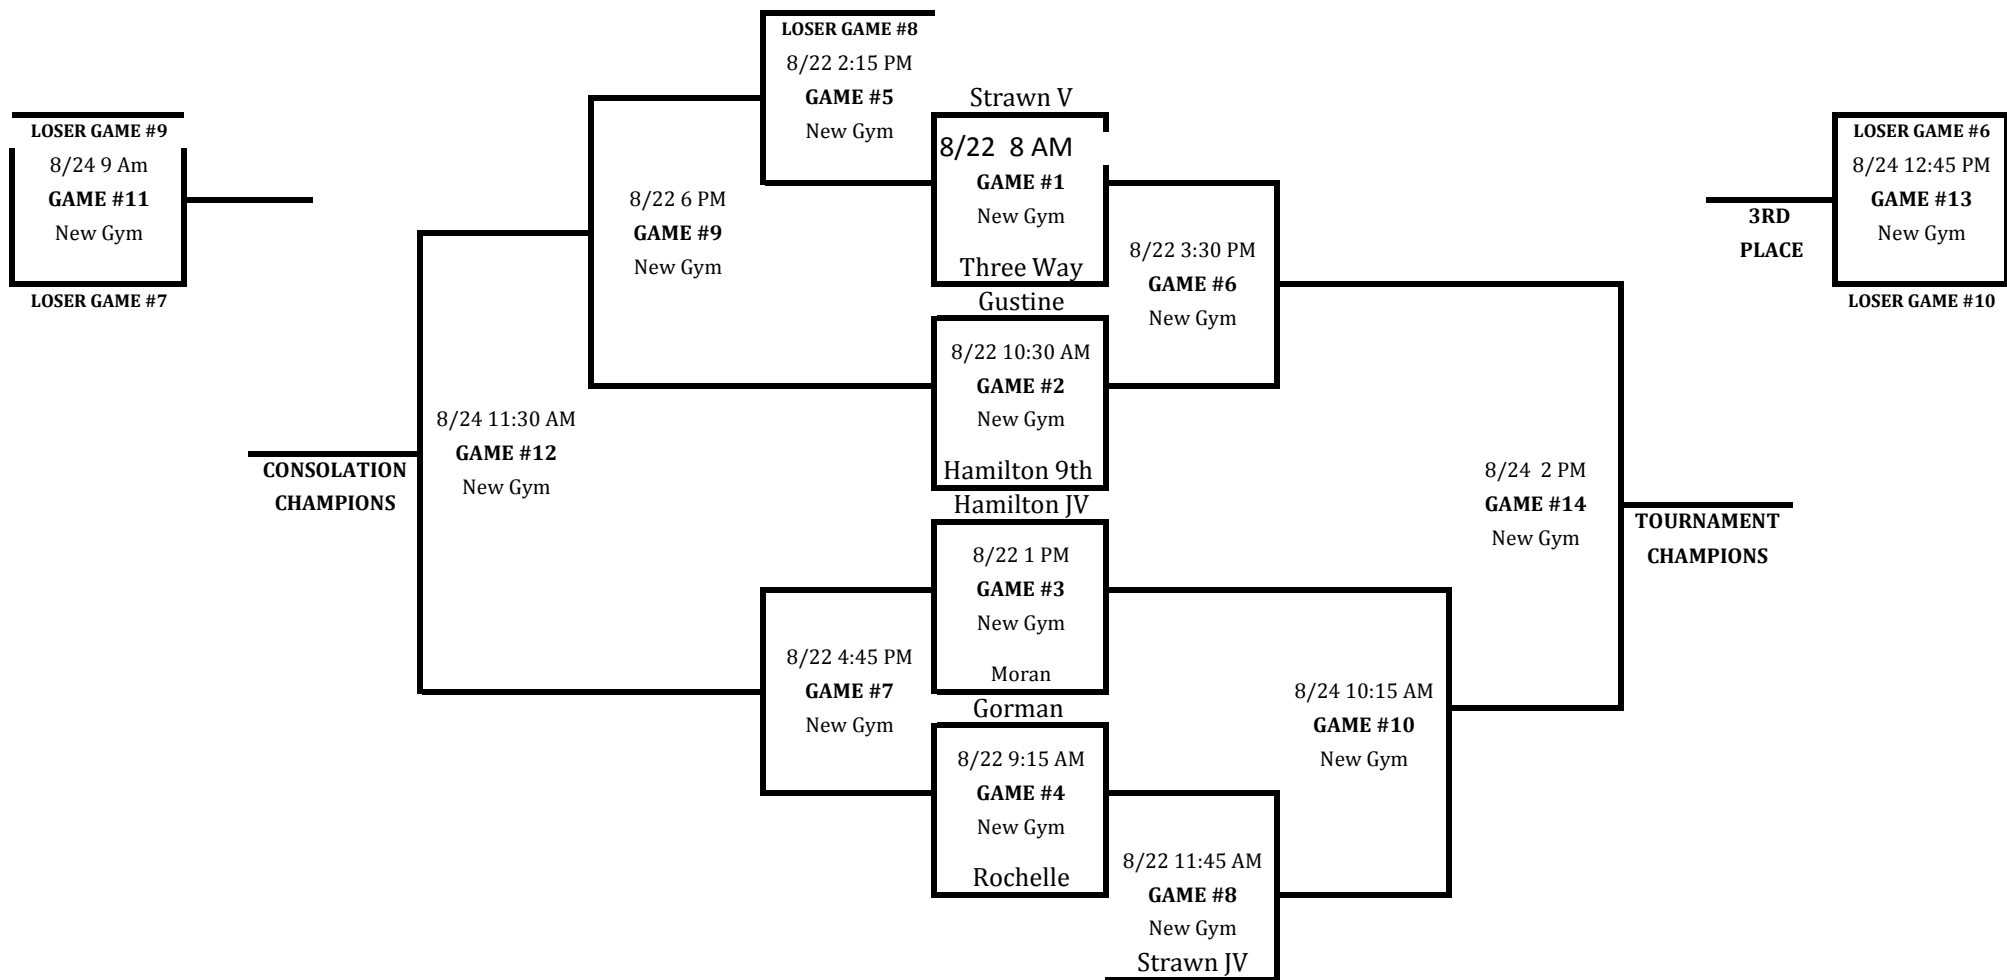 LOSER GAME #8
8/22 2:15 PM
GAME #5
New Gym
LOSER GAME #9
8/24 9 Am
GAME #11
New Gym
LOSER GAME #7
8/22 6 PM
GAME #9
New Gym
8/24 11:30 AM
GAME #12
New Gym
CONSOLATION
CHAMPIONS
8/22 4:45 PM
GAME #7
New Gym
Strawn V
8/22 8 AM
GAME #1
New Gym
Three Way
Gustine
8/22 10:30 AM
GAME #2
New Gym
Hamilton 9th
Hamilton JV
8/22 1 PM
GAME #3
New Gym
Moran
Gorman
8/22 9:15 AM
GAME #4
New Gym
Rochelle
8/22 3:30 PM
GAME #6
New Gym
8/22 11:45 AM
GAME #8
New Gym
Strawn JV
8/24 10:15 AM
GAME #10
New Gym
8/24 2 PM
GAME #14
New Gym
TOURNAMENT
CHAMPIONS
3RD
PLACE
LOSER GAME #6
8/24 12:45 PM
GAME #13
New Gym
LOSER GAME #10